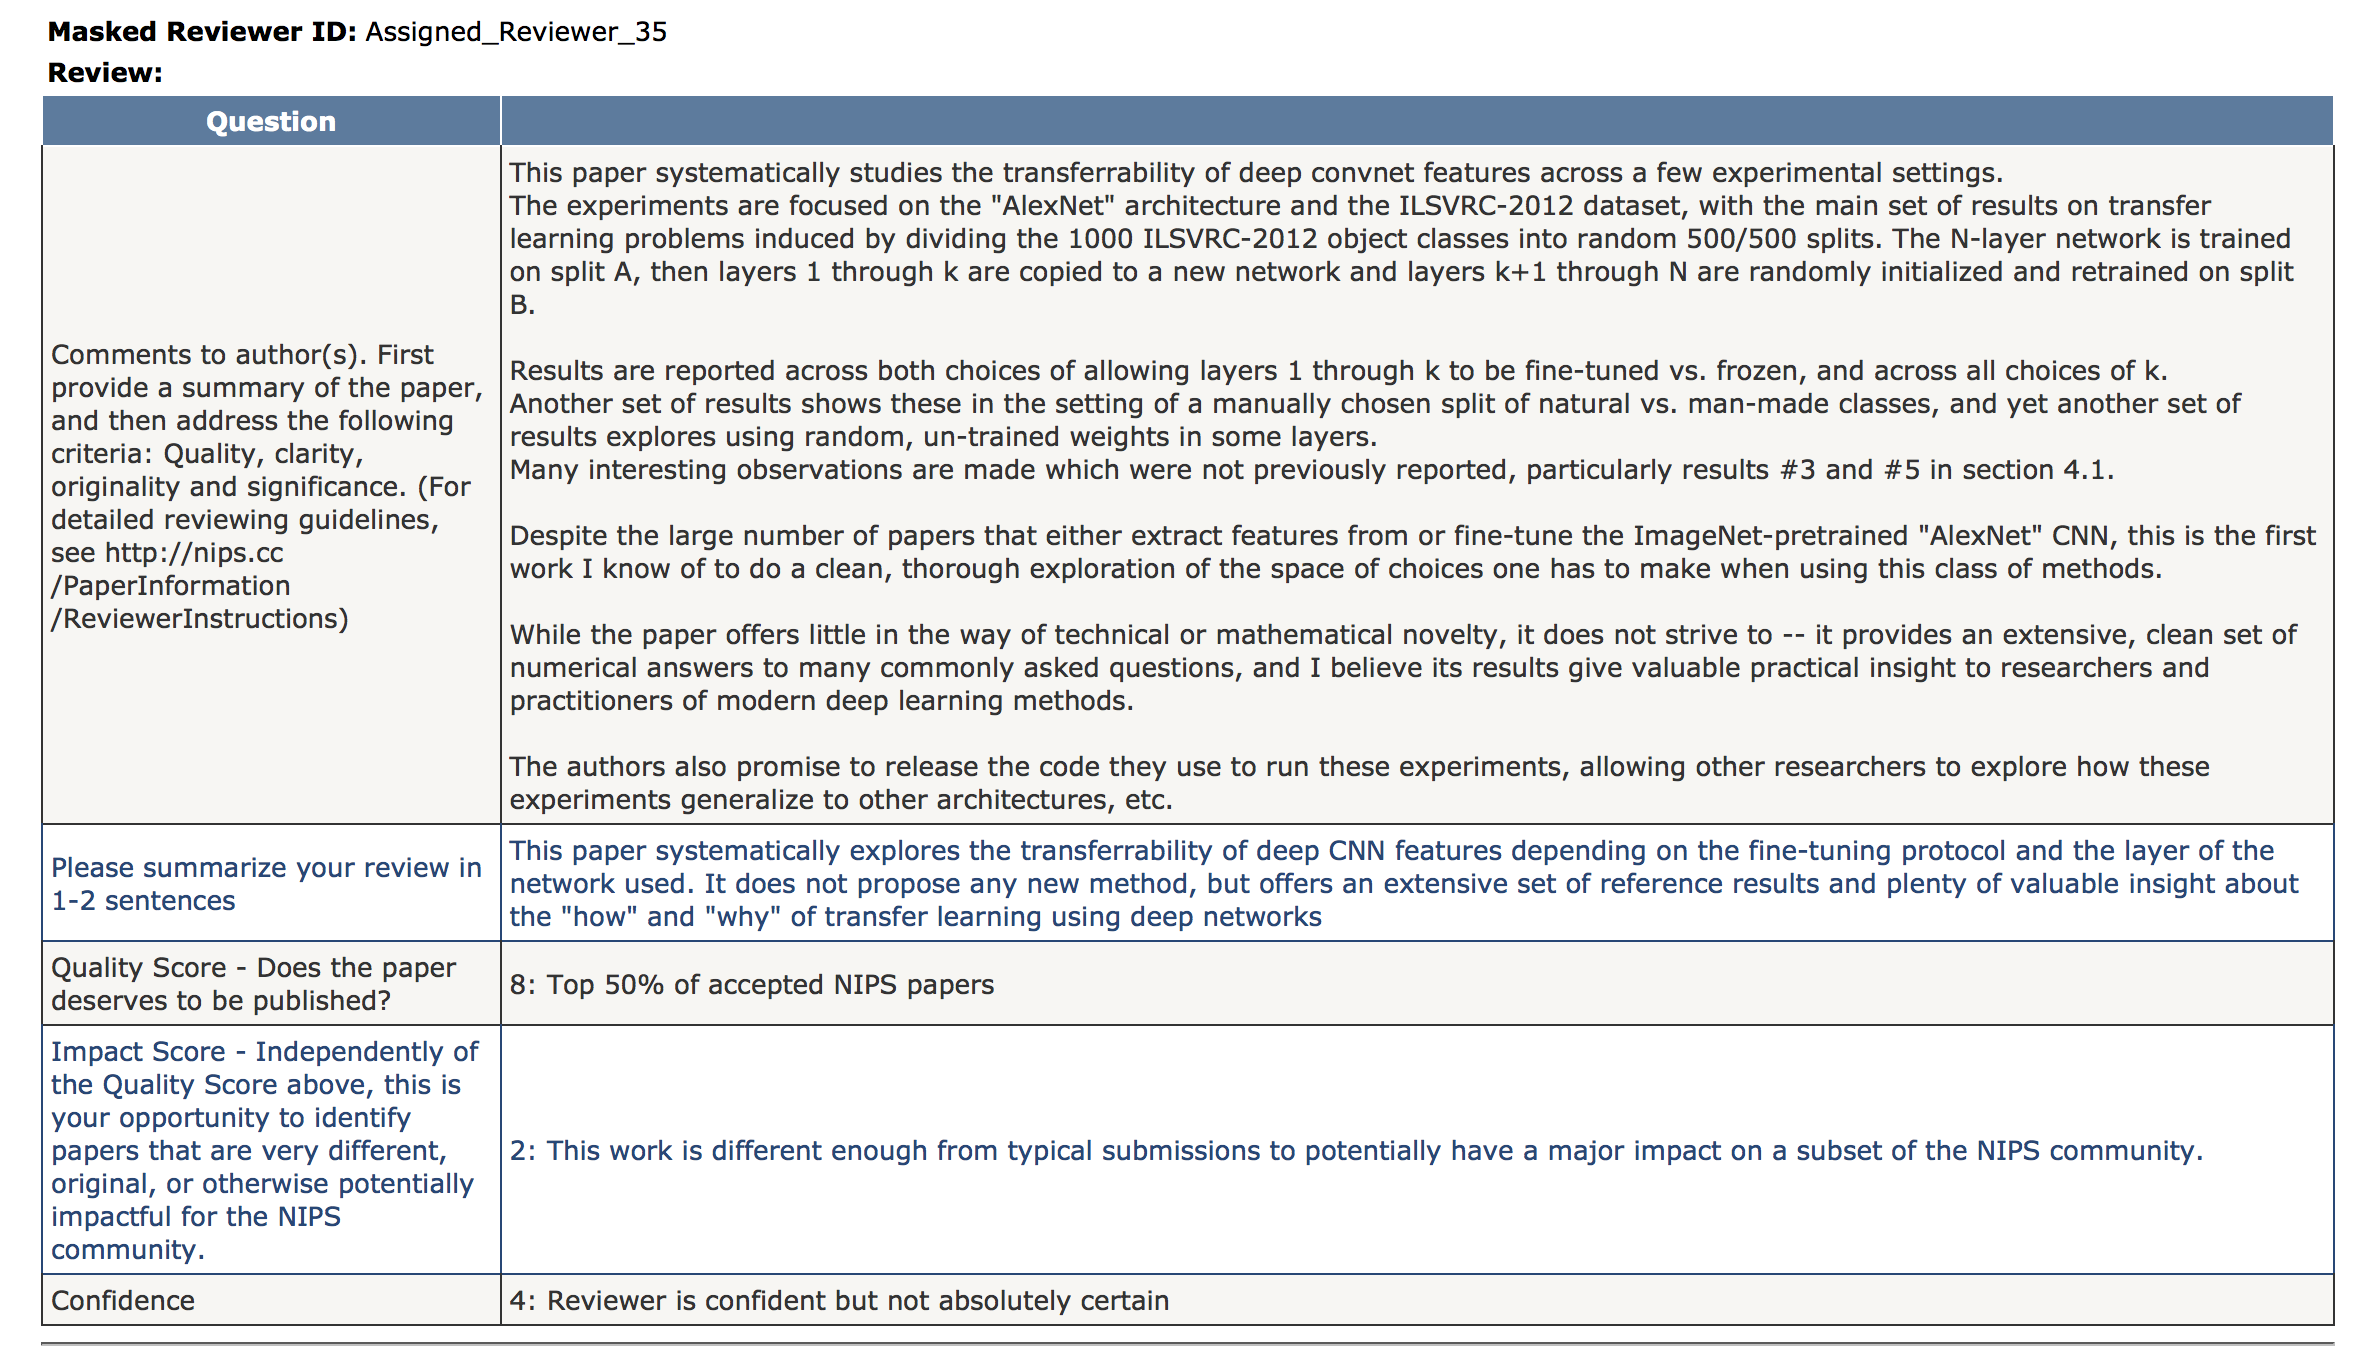 Masked Reviewer ID: Assigned_Reviewer_35
Review:
Question
Comments to author(s). First
provide a summary of the paper,
and then address the following
criteria: Quality, clarity,
originality and significance. (For
detailed reviewing guidelines,
see http://nips.cc
/PaperInformation
/ReviewerInstructions)
This paper systematically studies the transferrability of deep convnet features across a few experimental settings.
The experiments are focused on the "AlexNet" architecture and the ILSVRC-2012 dataset, with the main set of results on transfer
learning problems induced by dividing the 1000 ILSVRC-2012 object classes into random 500/500 splits. The N-layer network is trained
on split A, then layers 1 through k are copied to a new network and layers k+1 through N are randomly initialized and retrained on split
B.
Results are reported across both choices of allowing layers 1 through k to be fine-tuned vs. frozen, and across all choices of k.
Another set of results shows these in the setting of a manually chosen split of natural vs. man-made classes, and yet another set of
results explores using random, un-trained weights in some layers.
Many interesting observations are made which were not previously reported, particularly results #3 and #5 in section 4.1.
Despite the large number of papers that either extract features from or fine-tune the ImageNet-pretrained "AlexNet" CNN, this is the first
work I know of to do a clean, thorough exploration of the space of choices one has to make when using this class of methods.
While the paper offers little in the way of technical or mathematical novelty, it does not strive to -- it provides an extensive, clean set of
numerical answers to many commonly asked questions, and I believe its results give valuable practical insight to researchers and
practitioners of modern deep learning methods.
The authors also promise to release the code they use to run these experiments, allowing other researchers to explore how these
experiments generalize to other architectures, etc.
Please summarize your review in
1-2 sentences
This paper systematically explores the transferrability of deep CNN features depending on the fine-tuning protocol and the layer of the
network used. It does not propose any new method, but offers an extensive set of reference results and plenty of valuable insight about
the "how" and "why" of transfer learning using deep networks
Quality Score - Does the paper
deserves to be published?
8: Top 50% of accepted NIPS papers
Impact Score - Independently of
the Quality Score above, this is
your opportunity to identify
papers that are very different,
original, or otherwise potentially
impactful for the NIPS
community.
2: This work is different enough from typical submissions to potentially have a major impact on a subset of the NIPS community.
Confidence
4: Reviewer is confident but not absolutely certain